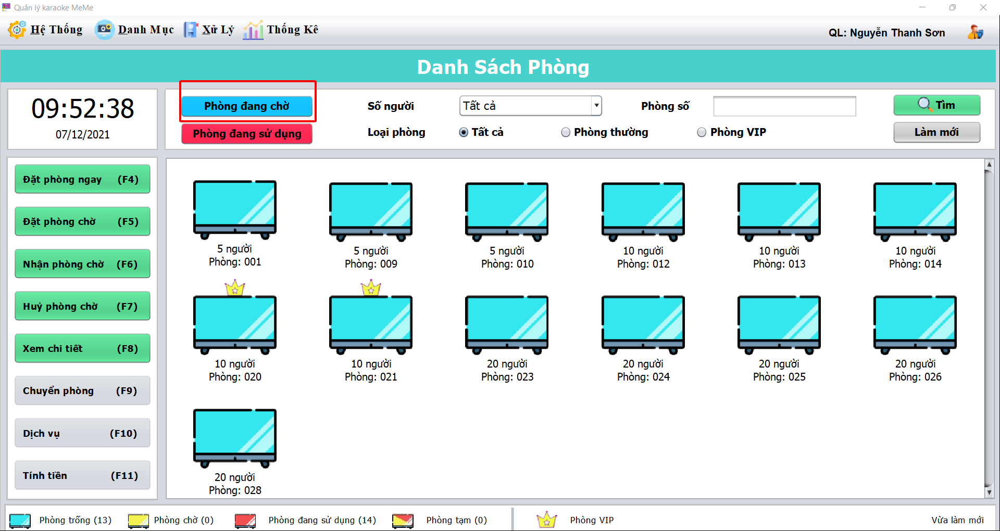 Quản lý karaoke MeMe
Hệ Thống Danh Mục Xử Lý Thống Kê
QL: Nguyễn Thanh Sơn
Danh Sách Phòng
09:52:38
07/12/2021
Phòng đang chờ
Số người
Tất cả
Phòng số
Tìm
Phòng đang sử dụng
Loại phòng
Tất cả
Phòng thường
Phòng VIP
Làm mới
Đặt phòng ngay (F4)
Đặt phòng chờ (F5)
Nhận phòng chờ (F6)
Huỷ phòng chờ (F7)
Xem chi tiết (F8)
Chuyển phòng (F9)
Dịch vụ (F10)
Tính tiền (F11)
5 người
Phòng: 001
5 người
Phòng: 009
5 người
Phòng: 010
10 người
Phòng: 012
10 người
Phòng: 013
10 người
Phòng: 014
10 người
Phòng: 020
10 người
Phòng: 021
20 người
Phòng: 023
20 người
Phòng: 024
20 người
Phòng: 025
20 người
Phòng: 026
20 người
Phòng: 028
Phòng trống (13)
Phòng chờ (0)
Phòng đang sử dụng (14)
Phòng tạm (0)
Phòng VIP
Vừa làm mới